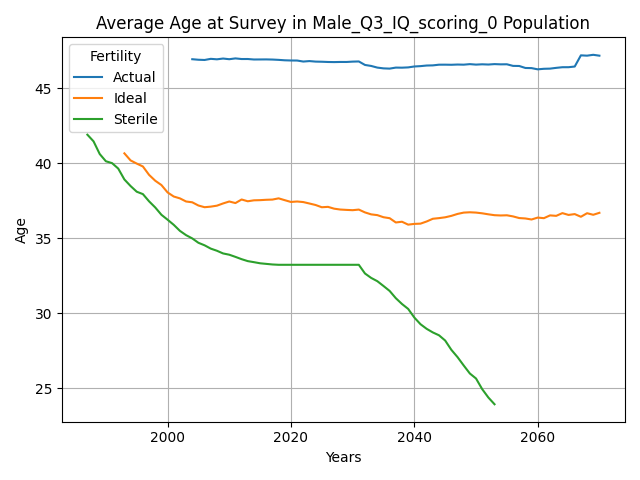 Average Age at Survey in Male_Q3_IQ_scoring_0 Population
Fertility
Actual
Ideal
Sterile
Age
45
40
35
30
25
2000 2020 2040 2060
Years